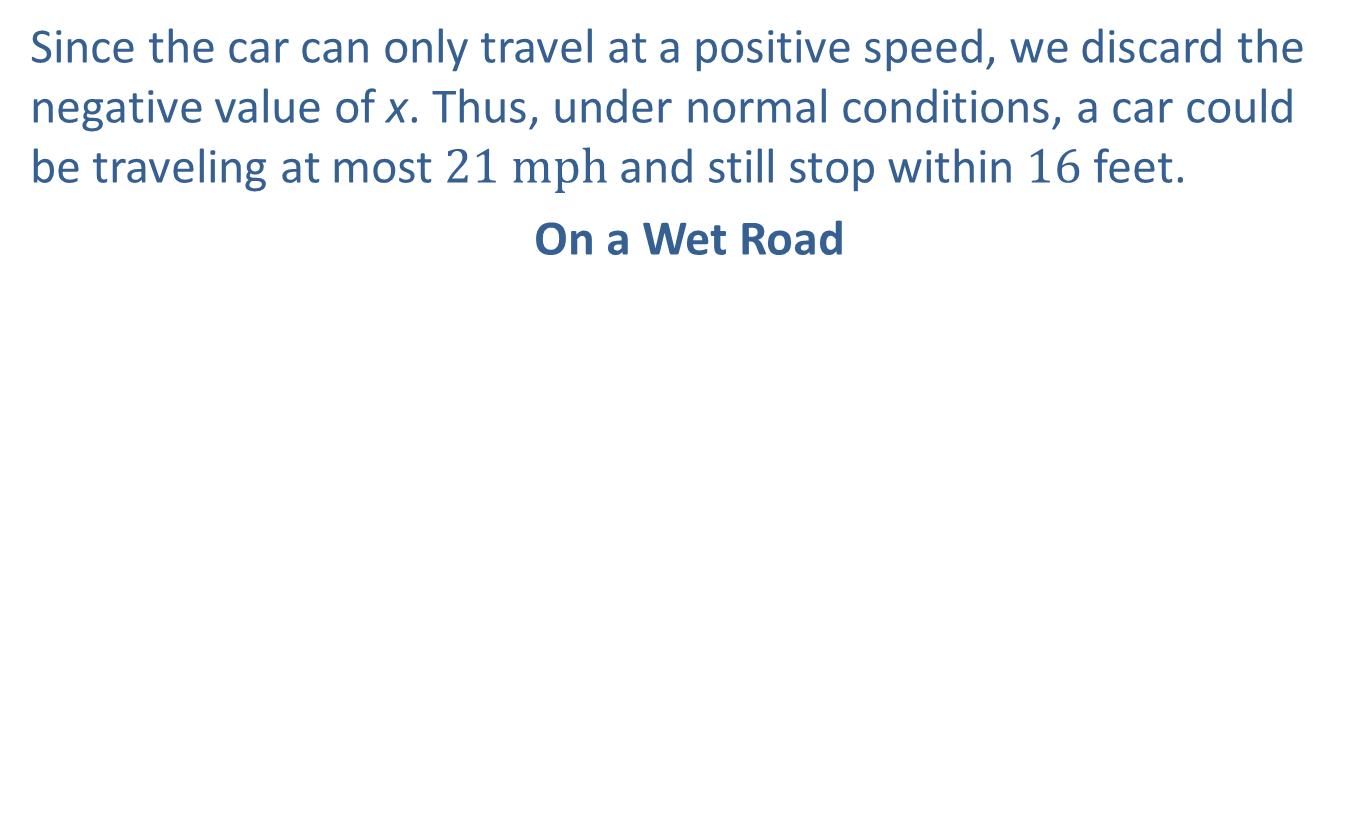 Since the car can only travel at a positive speed, we discard the
negative value of x. Thus, under normal conditions, a car could
be traveling at most 21 mph and still stop within 16 feet.
On a Wet Road